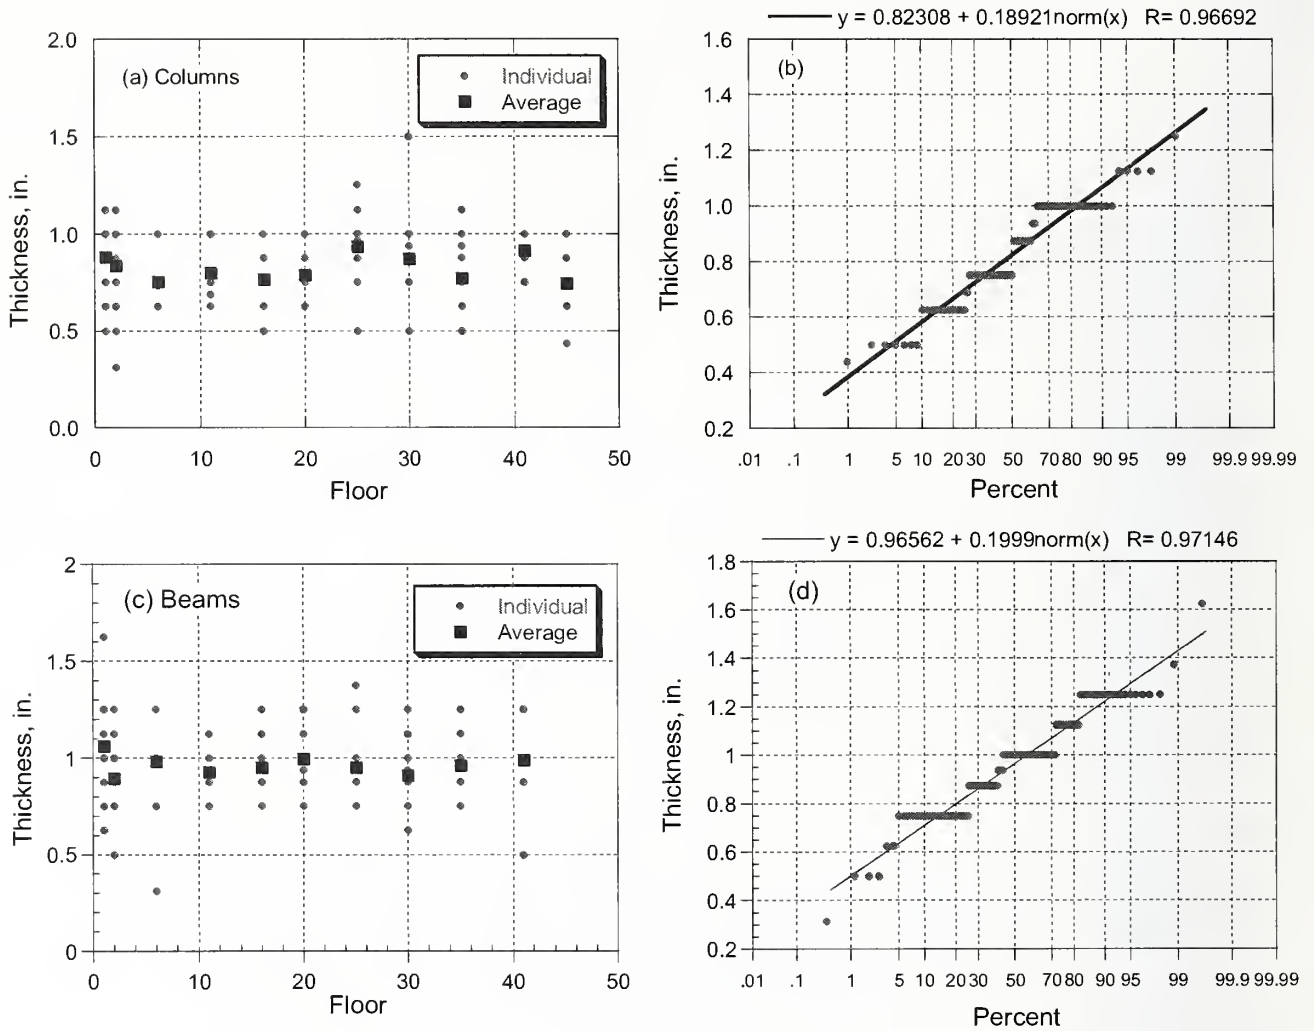 (a) Columns
Individual
Average
2.0
1.5
1.0
0.5
0.0
Thickness, in.
0 10 20 30 40 50
Floor
y = 0.82308 + 0.18921norm(x) R= 0.96692
(b)
1.6
1.4
1.2
1.0
0.8
0.6
0.4
0.2
Thickness, in.
.01 .1 1 5 10 20 30 50 70 80 90 95 99 99.9 99.99
Percent
(c) Beams
Individual
Average
2
1.5
1
0.5
0
Thickness, in.
0 10 20 30 40 50
Floor
y = 0.96562 + 0.1999norm(x) R= 0.97146
(d)
1.8
1.6
1.4
1.2
1
0.8
0.6
0.4
0.2
Thickness, in.
.01 .1 1 5 10 20 30 50 70 80 90 95 99 99.9 99.99
Percent